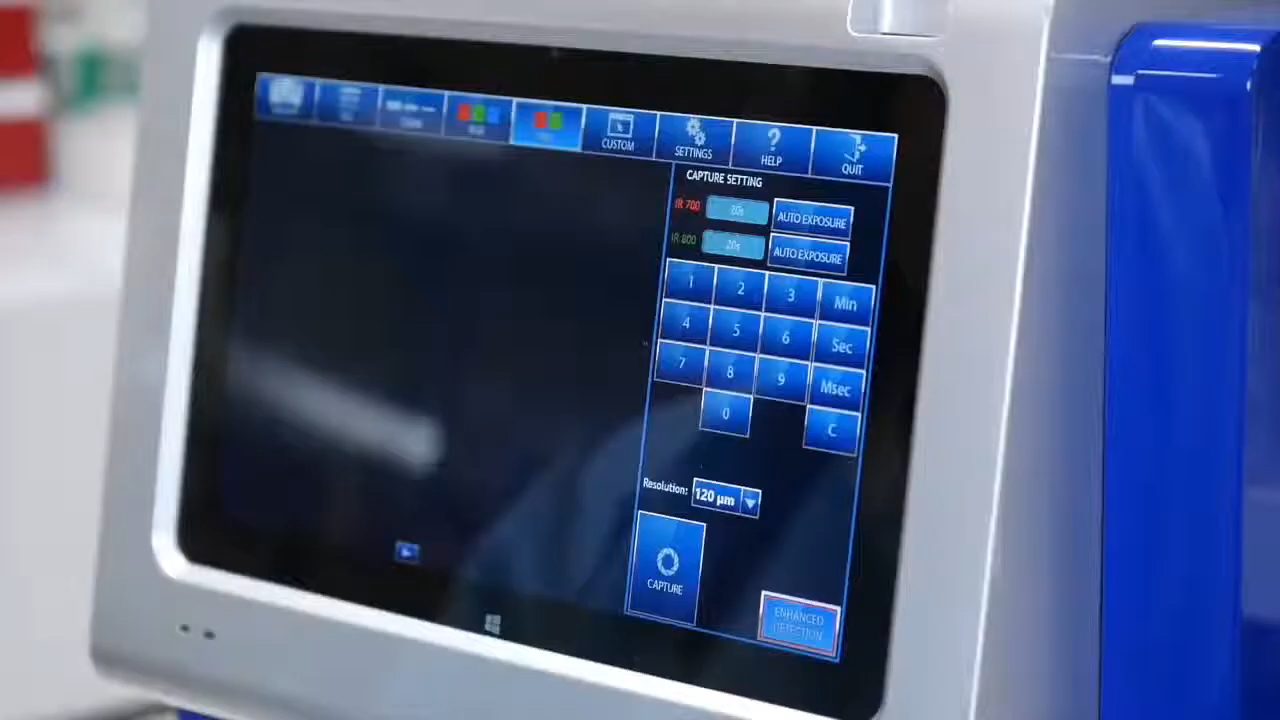 CUSTOM
SETTINGS
HELP
QUIT
CAPTURE SETTING
IR 700
AUTO EXPOSURE
IR 800
20s
AUTO EXPOSURE
1 2 3 Min
4 5 6 Sec
7 8 9 Msec
0 C
Resolution: 120 µm
CAPTURE
ENHANCED
DETECTION